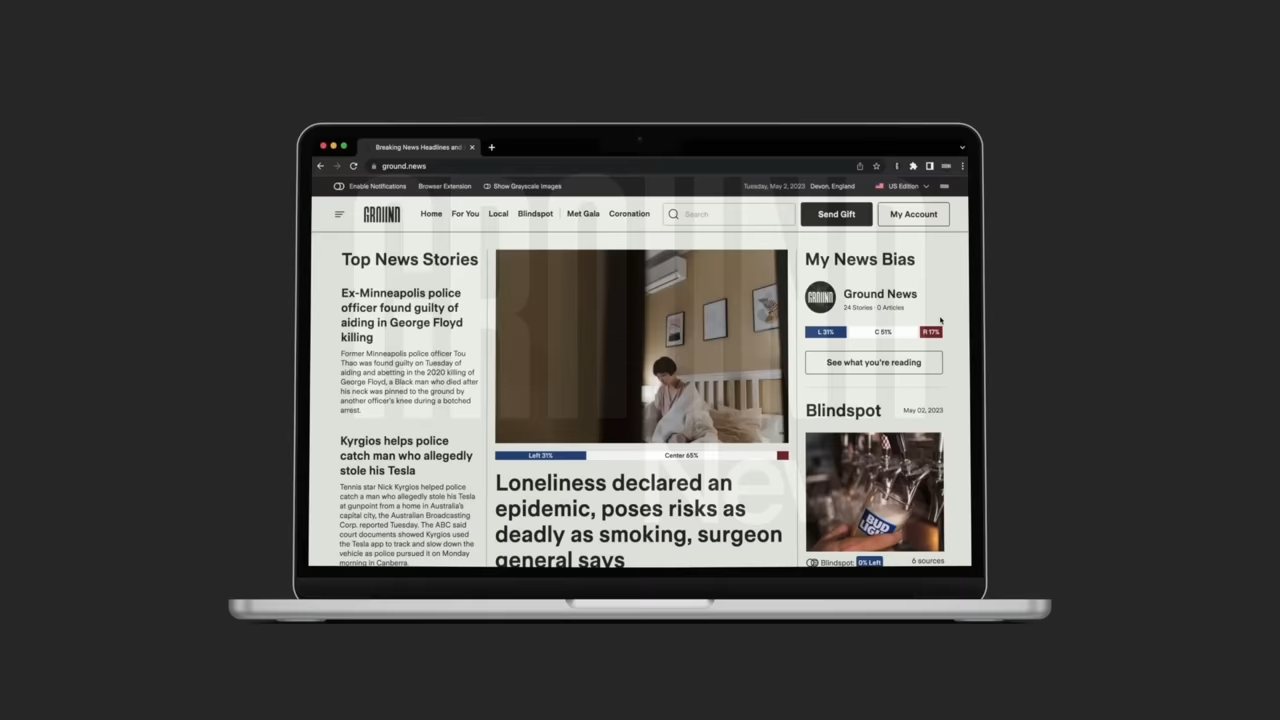 Breaking News Headlines and
ground.news
Enable Notifications
Browser Extension
Show Grayscale Images
Tuesday, May 2, 2023
Devon, England
US Edition
GROUND
Home
For You
Local
Blindspot
Met Gala
Coronation
Search
Send Gift
My Account
Top News Stories
Ex-Minneapolis police
officer found guilty of
aiding in George Floyd
killing
Former Minneapolis police officer Tou
Thao was found guilty on Tuesday of
aiding and abetting in the 2020 killing of
George Floyd, a Black man who died after
his neck was pinned to the ground by
another officer's knee during a botched
arrest.
Kyrgios helps police
catch man who allegedly
stole his Tesla
Tennis star Nick Kyrgios helped police
catch a man who allegedly stole his Tesla
at gunpoint from a home in Australia's
capital city, the Australian Broadcasting
Corp. reported Tuesday. The ABC said
court documents showed Kyrgios used
the Tesla app to track and slow down the
vehicle as police pursued it on Monday
morning in Canberra.
Left 31%
Center 65%
Loneliness declared an
epidemic, poses risks as
deadly as smoking, surgeon
general says
My News Bias
GROUND
Ground News
24 Stories · 0 Articles
L 31%
C 51%
R 17%
See what you're reading
Blindspot
May 02, 2023
BUD
LIGHT
Blindspot:
0% Left
6 sources
GROUND
News